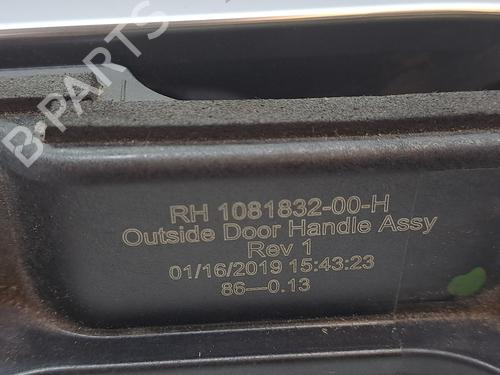 B-PARTS
RH 1081832-00-H
Outside Door Handle Assy
Rev 1
01/16/2019 15:43:23
86—0.13